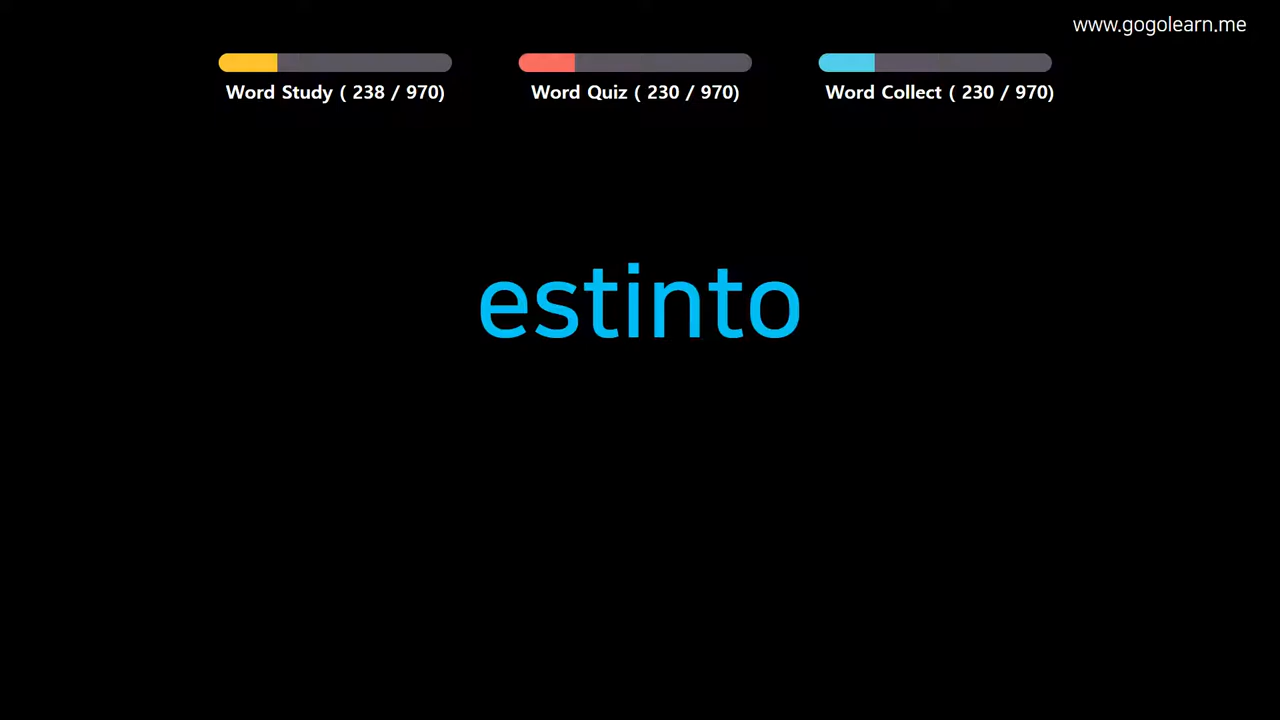 www.gogolearn.me
Word Study ( 238 / 970)
Word Quiz ( 230 / 970)
Word Collect ( 230 / 970)
estinto